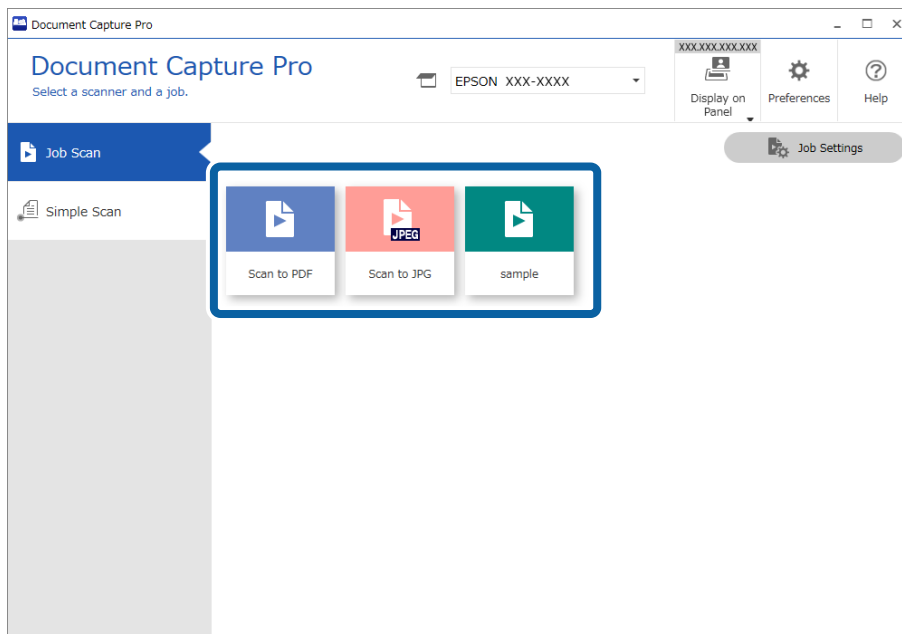 Document Capture Pro
Document Capture Pro
Select a scanner and a job.
EPSON XXX-XXXX
XXX.XXX.XXX.XXX
Display on
Panel
Preferences
Help
Job Scan
Simple Scan
Job Settings
JPEG
Scan to PDF
Scan to JPG
sample